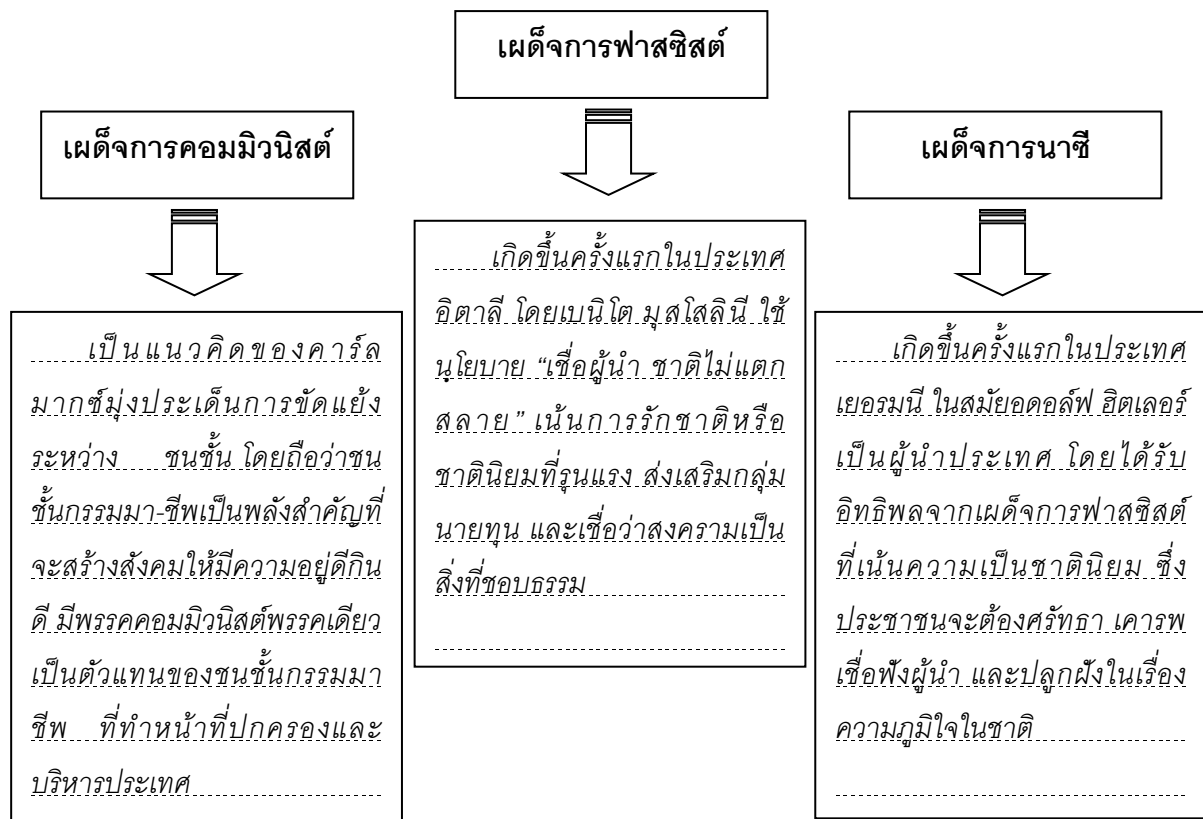 เผด็จการฟาสซิสต์
เผด็จการคอมมิวนิสต์
เผด็จการนาซี
เป็นแนวคิดของคาร์ล
มากซ์มุ่งประเด็นการขัดแย้ง
ระหว่าง ชนชั้น โดยถือว่าชน
ชั้นกรรมมา-ชีพเป็นพลังสำคัญที่
จะสร้างสังคมให้มีความอยู่ดีกิน
ดี มีพรรคคอมมิวนิสต์พรรคเดียว
เป็นตัวแทนของชนชั้นกรรมมา
ชีพ ที่ทำหน้าที่ปกครองและ
บริหารประเทศ
เกิดขึ้นครั้งแรกในประเทศ
อิตาลี โดยเบนิโต มุสโสลินี ใช้
นโยบาย “เชื่อผู้นำ ชาติไม่แตก
สลาย” เน้นการรักชาติหรือ
ชาตินิยมที่รุนแรง ส่งเสริมกลุ่ม
นายทุน และเชื่อว่าสงครามเป็น
สิ่งที่ชอบธรรม
เกิดขึ้นครั้งแรกในประเทศ
เยอรมนี ในสมัยอดอล์ฟ ฮิตเลอร์
เป็นผู้นำประเทศ โดยได้รับ
อิทธิพลจากเผด็จการฟาสซิสต์
ที่เน้นความเป็นชาตินิยม ซึ่ง
ประชาชนจะต้องศรัทธา เคารพ
เชื่อฟังผู้นำ และปลูกฝังในเรื่อง
ความภูมิใจในชาติ